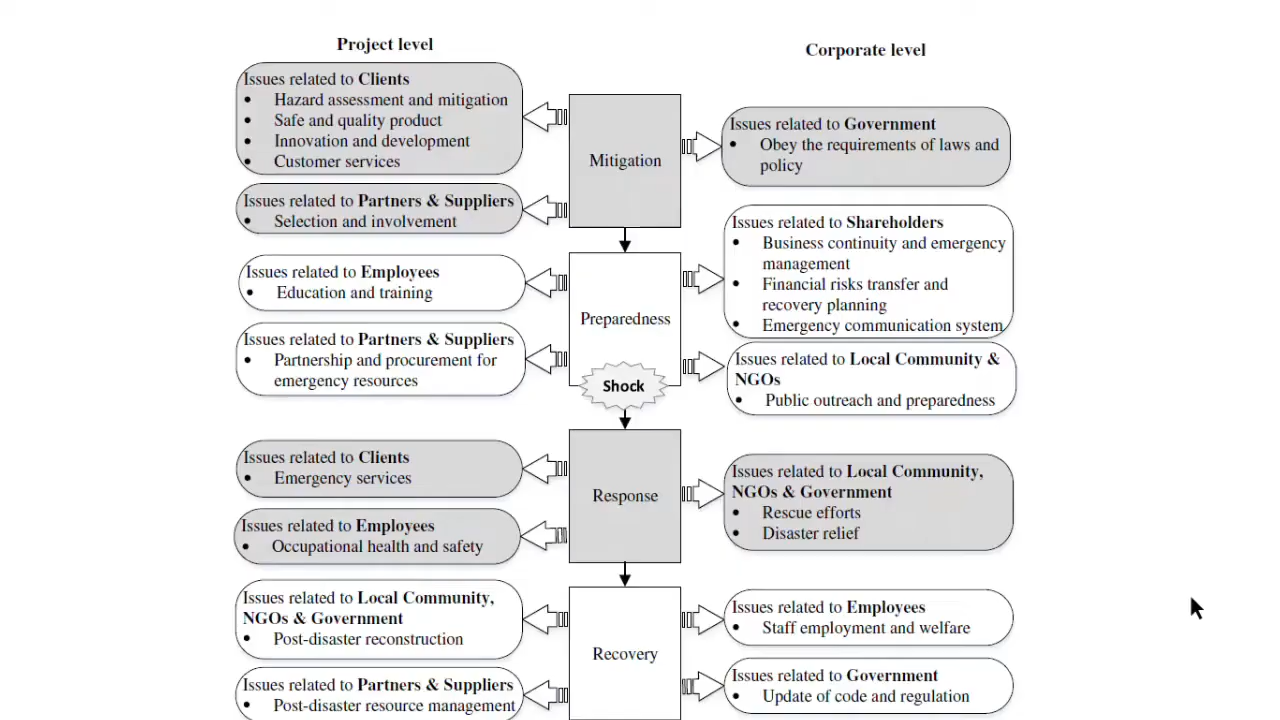 Project level
Corporate level
Issues related to Clients
• Hazard assessment and mitigation
• Safe and quality product
• Innovation and development
• Customer services
Issues related to Partners & Suppliers
• Selection and involvement
Mitigation
Issues related to Government
• Obey the requirements of laws and
policy
Issues related to Employees
• Education and training
Issues related to Partners & Suppliers
• Partnership and procurement for
emergency resources
Preparedness
Issues related to Shareholders
• Business continuity and emergency
management
• Financial risks transfer and
recovery planning
• Emergency communication system
Issues related to Local Community &
NGOs
• Public outreach and preparedness
Shock
Issues related to Clients
• Emergency services
Issues related to Employees
• Occupational health and safety
Response
Issues related to Local Community,
NGOs & Government
• Rescue efforts
• Disaster relief
Issues related to Local Community,
NGOs & Government
• Post-disaster reconstruction
Issues related to Partners & Suppliers
• Post-disaster resource management
Recovery
Issues related to Employees
• Staff employment and welfare
Issues related to Government
• Update of code and regulation